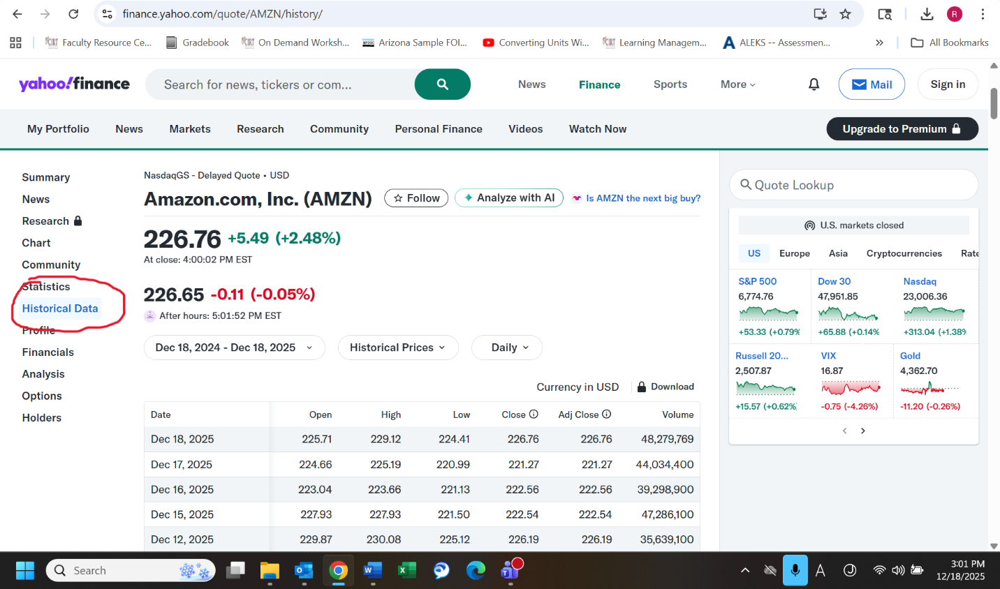 finance.yahoo.com/quote/AMZN/history/
R
Faculty Resource Ce...
Gradebook
On Demand Worksh...
Arizona Sample FOI...
Converting Units Wi...
Learning Managem...
ALEKS -- Assessmen...
»
All Bookmarks
yahoo!finance
Search for news, tickers or com...
News
Finance
Sports
More
Mail
Sign in
My Portfolio
News
Markets
Research
Community
Personal Finance
Videos
Watch Now
Upgrade to Premium
Summary
News
Research
Chart
Community
Statistics
Historical Data
Profile
Financials
Analysis
Options
Holders
NasdaqGS - Delayed Quote • USD
Amazon.com, Inc. (AMZN)
Follow
Analyze with AI
Is AMZN the next big buy?
226.76 +5.49 (+2.48%)
At close: 4:00:02 PM EST
226.65 -0.11 (-0.05%)
After hours: 5:01:52 PM EST
Dec 18, 2024 - Dec 18, 2025
Historical Prices
Daily
Currency in USD
Download
Date Open High Low Close Adj Close Volume
Dec 18, 2025 225.71 229.12 224.41 226.76 226.76 48,279,769
Dec 17, 2025 224.66 225.19 220.99 221.27 221.27 44,034,400
Dec 16, 2025 223.04 223.66 221.13 222.56 222.56 39,298,900
Dec 15, 2025 227.93 227.93 221.50 222.54 222.54 47,286,100
Dec 12, 2025 229.87 230.08 225.12 226.19 226.19 35,639,100
Quote Lookup
U.S. markets closed
US Europe Asia Cryptocurrencies Rate
S&P 500
6,774.76
+53.33 (+0.79%
Dow 30
47,951.85
+65.88 (+0.14%
Nasdaq
23,006.36
+313.04 (+1.38%
Russell 20...
2,507.87
+15.57 (+0.62%
VIX
16.87
-0.75 (-4.26%)
Gold
4,362.70
-11.20 (-0.26%)
Search
3:01 PM
12/18/2025